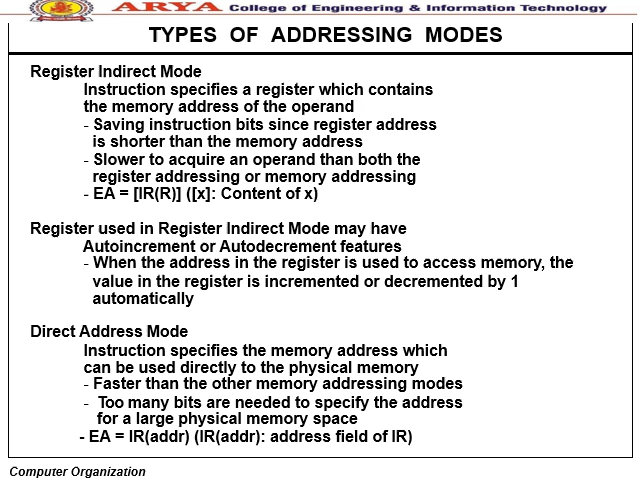 ARYA College of Engineering & Information Technology
TYPES OF ADDRESSING MODES
Register Indirect Mode
Instruction specifies a register which contains
the memory address of the operand
- Saving instruction bits since register address
is shorter than the memory address
- Slower to acquire an operand than both the
register addressing or memory addressing
- EA = [IR(R)] ([x]: Content of x)
Register used in Register Indirect Mode may have
Autoincrement or Autodecrement features
- When the address in the register is used to access memory, the
value in the register is incremented or decremented by 1
automatically
Direct Address Mode
Instruction specifies the memory address which
can be used directly to the physical memory
- Faster than the other memory addressing modes
- Too many bits are needed to specify the address
for a large physical memory space
- EA = IR(addr) (IR(addr): address field of IR)
Computer Organization